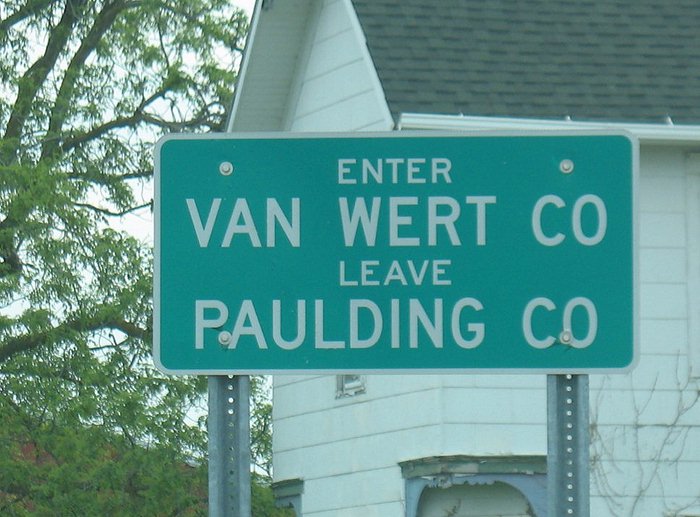 ENTER
VAN WERT CO
LEAVE
PAULDING CO